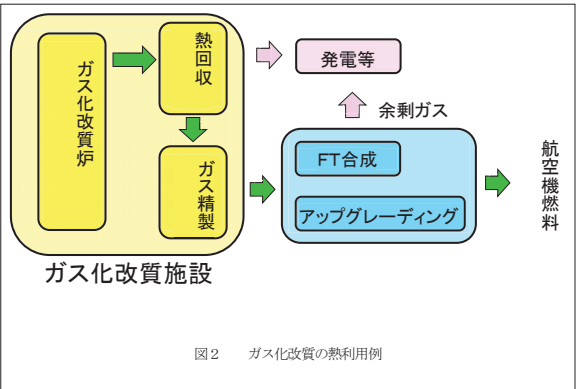 ガス化改質炉
熱回収
ガス精製
ガス化改質施設
発電等
余剰ガス
FT合成
アップグレーディング
航空機燃料
図2 ガス化改質の熱利用例